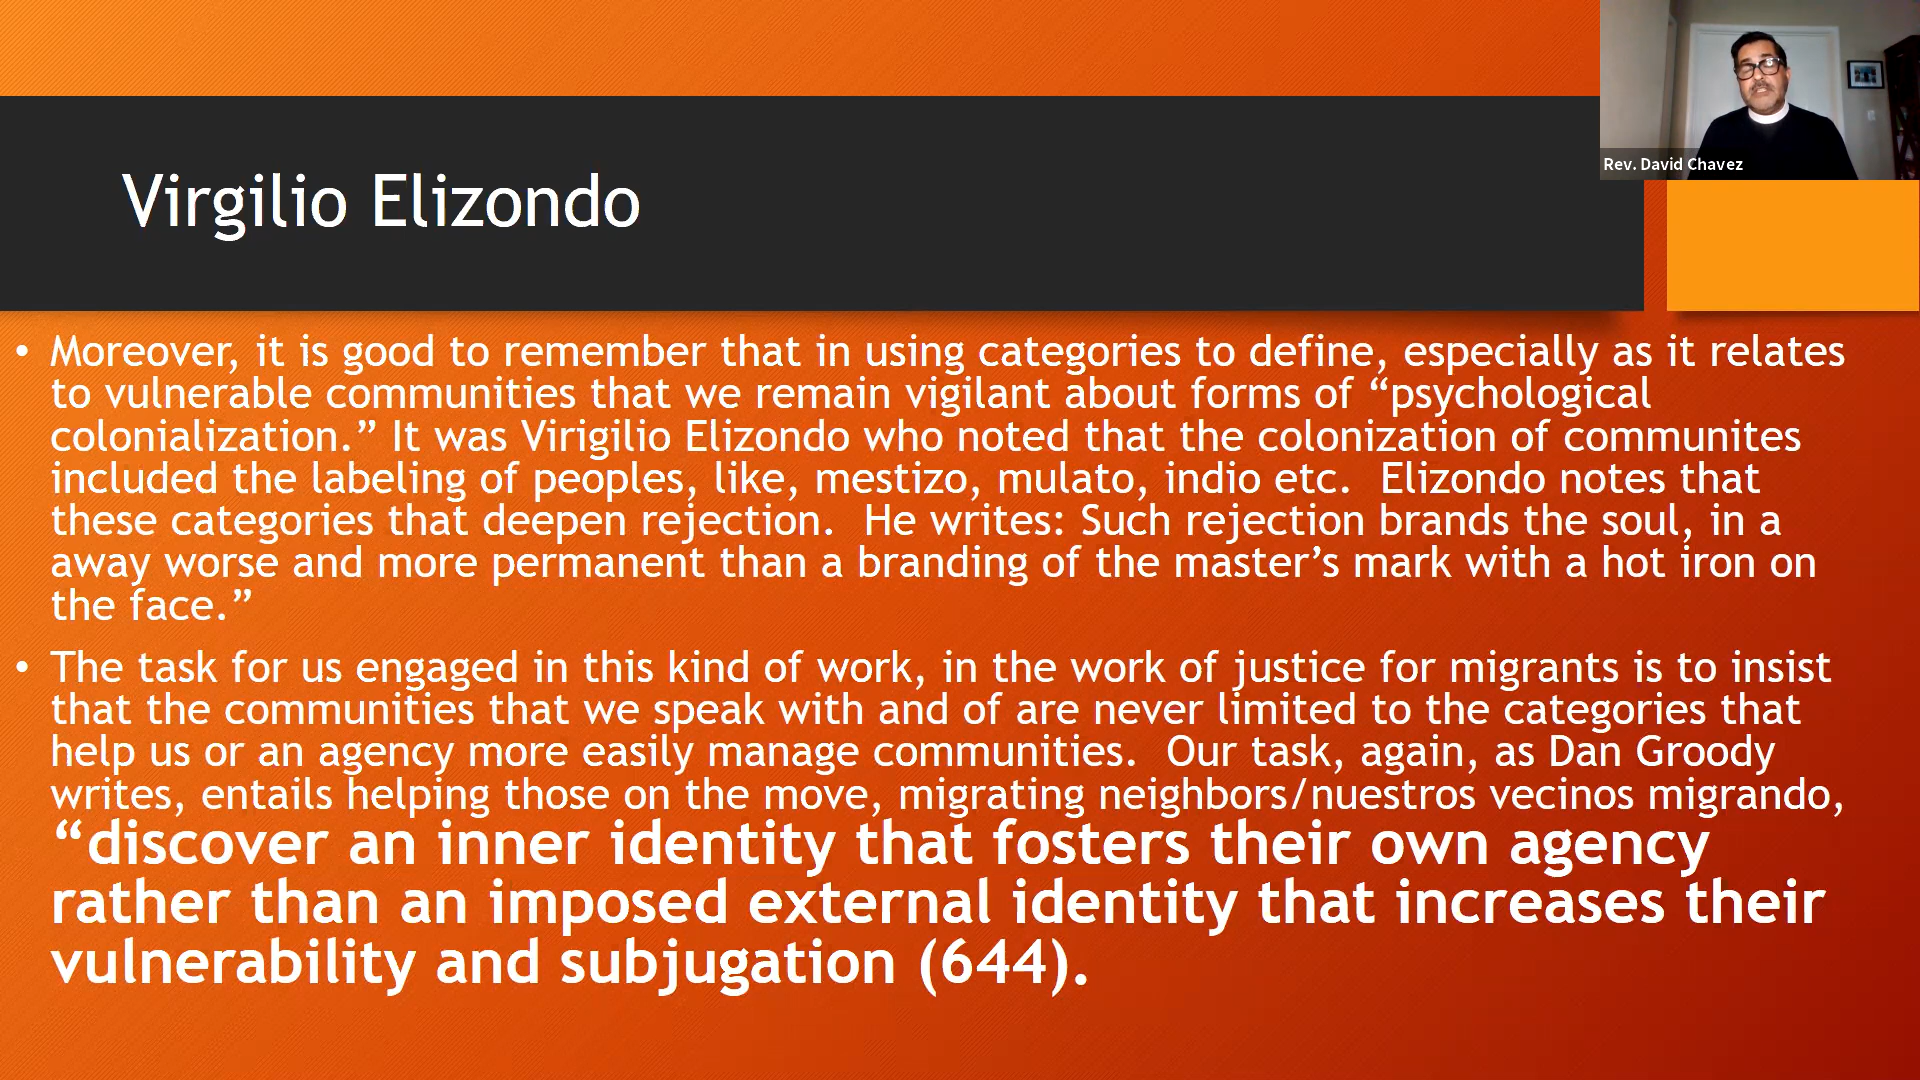 Rev. David Chavez
Virgilio Elizondo
• Moreover, it is good to remember that in using categories to define, especially as it relates
to vulnerable communities that we remain vigilant about forms of “psychological
colonialization.” It was Virigilio Elizondo who noted that the colonization of communites
included the labeling of peoples, like, mestizo, mulato, indio etc.  Elizondo notes that
these categories that deepen rejection.  He writes: Such rejection brands the soul, in a
away worse and more permanent than a branding of the master’s mark with a hot iron on
the face.”
• The task for us engaged in this kind of work, in the work of justice for migrants is to insist
that the communities that we speak with and of are never limited to the categories that
help us or an agency more easily manage communities.  Our task, again, as Dan Groody
writes, entails helping those on the move, migrating neighbors/nuestros vecinos migrando,
“discover an inner identity that fosters their own agency
rather than an imposed external identity that increases their
vulnerability and subjugation (644).